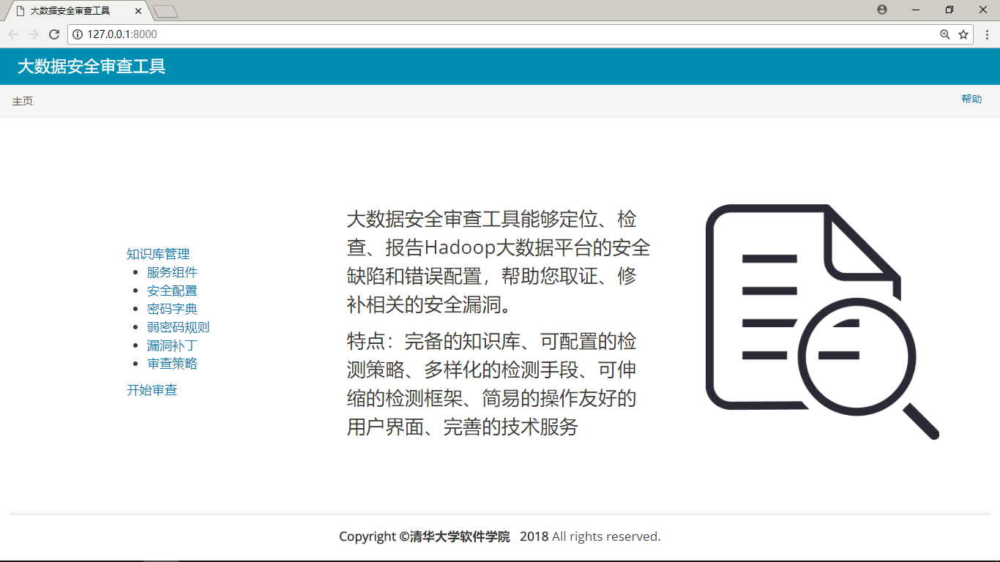 大数据安全审查工具
127.0.0.1:8000
大数据安全审查工具
主页
帮助
知识库管理
服务组件
安全配置
密码字典
弱密码规则
漏洞补丁
审查策略
开始审查
大数据安全审查工具能够定位、检
查、报告Hadoop大数据平台的安全
缺陷和错误配置，帮助您取证、修
补相关的安全漏洞。
特点：完备的知识库、可配置的检
测策略、多样化的检测手段、可伸
缩的检测框架、简易的操作友好的
用户界面、完善的技术服务
Copyright ©清华大学软件学院 2018 All rights reserved.